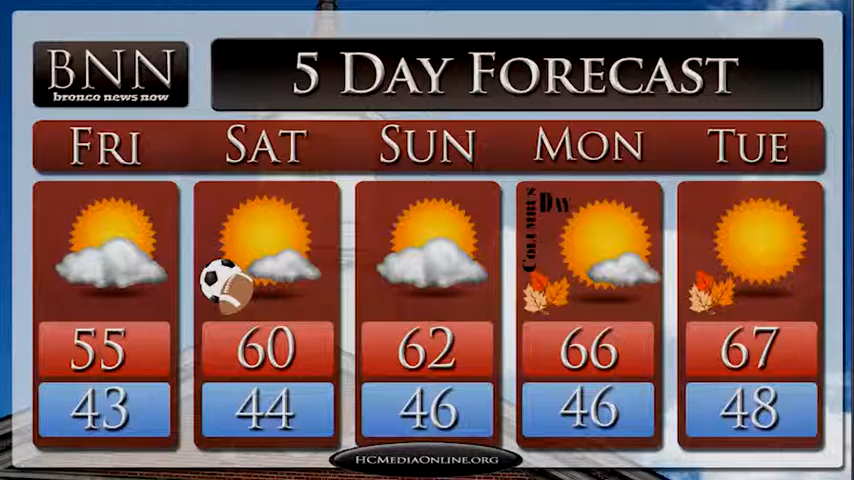 BNN
bronco news now
5 Day Forecast
Fri Sat Sun Mon Tue
Columbus Day
55 60 62 66 67
43 44 46 46 48
HCMediaOnline.org